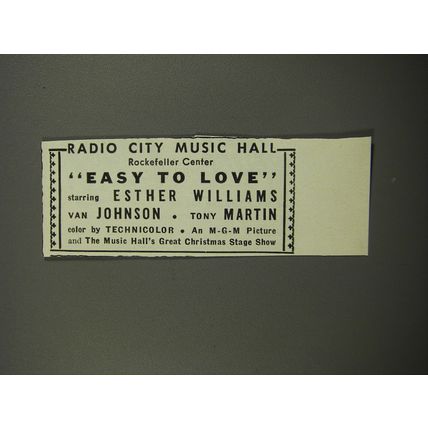 RADIO CITY MUSIC HALL
Rockefeller Center
"EASY TO LOVE"
starring ESTHER WILLIAMS
VAN JOHNSON • TONY MARTIN
color by TECHNICOLOR • An M-G-M Picture
and The Music Hall's Great Christmas Stage Show